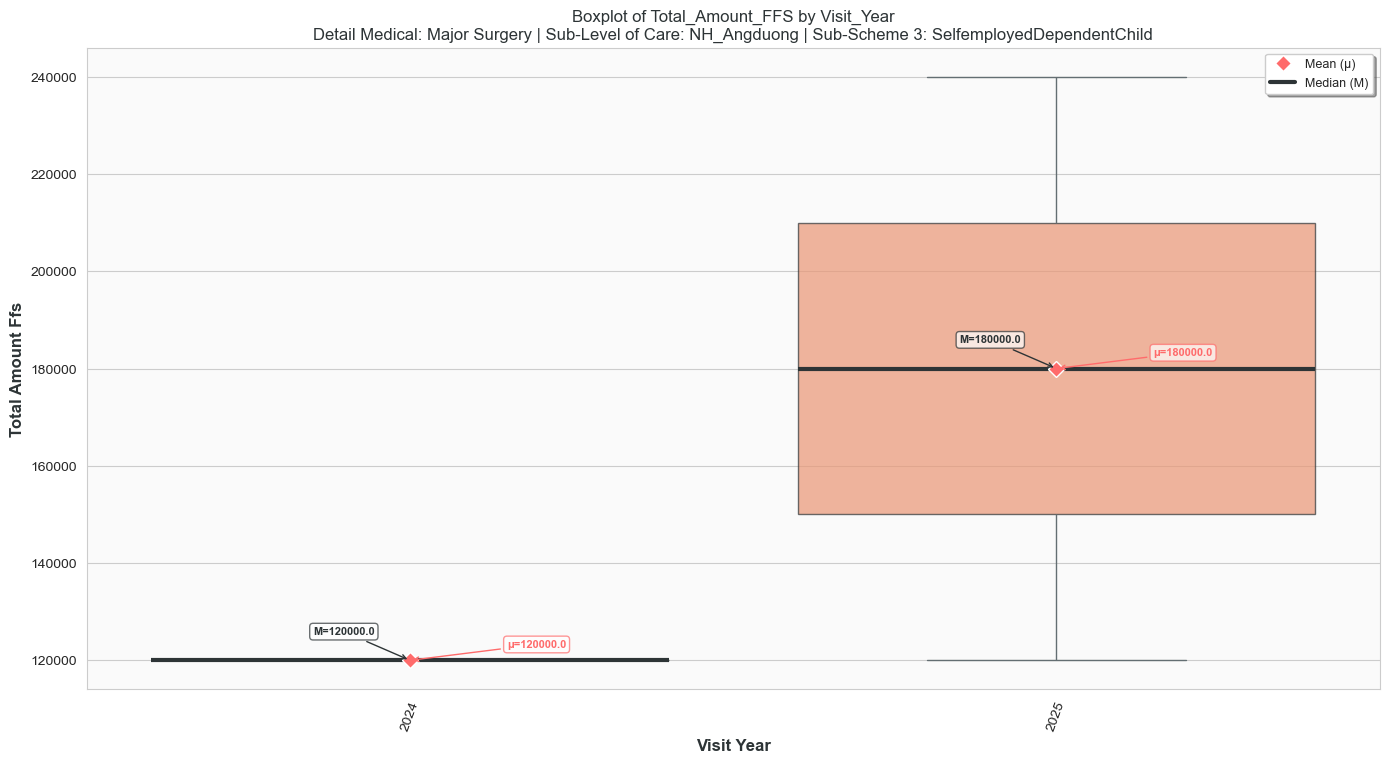 Boxplot of Total_Amount_FFS by Visit_Year
Detail Medical: Major Surgery | Sub-Level of Care: NH_Angduong | Sub-Scheme 3: SelfemployedDependentChild
Mean (μ)
Median (M)
Total Amount Ffs
240000
220000
200000
180000
160000
140000
120000
M=180000.0
μ=180000.0
M=120000.0
μ=120000.0
2024
2025
Visit Year